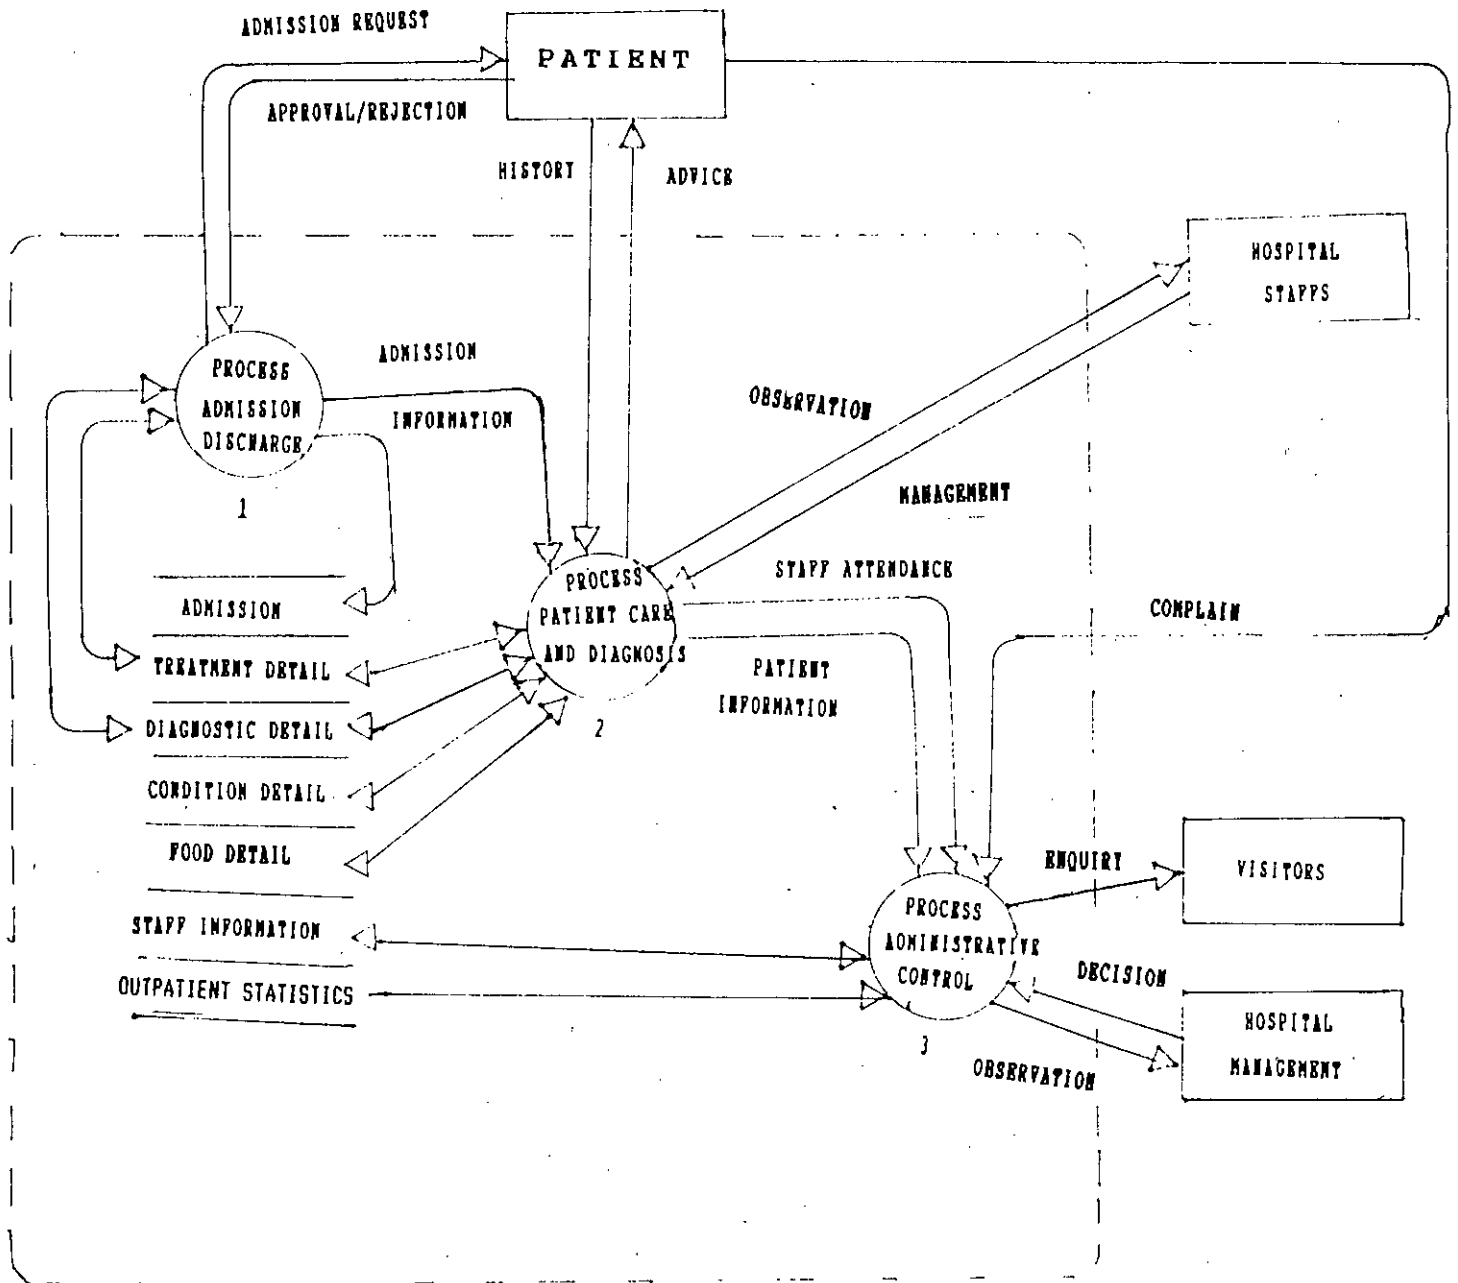 ADMISSION REQUEST
PATIENT
APPROVAL/REJECTION
HISTORY
ADVICE
HOSPITAL
STAFFS
PROCESS
ADMISSION
DISCHARGE
1
ADMISSION
INFORMATION
OBSERVATION
MANAGEMENT
STAFF ATTENDANCE
COMPLAIN
PROCESS
PATIENT CARE
AND DIAGNOSIS
2
PATIENT
INFORMATION
ADMISSION
TREATMENT DETAIL
DIAGNOSTIC DETAIL
CONDITION DETAIL
FOOD DETAIL
STAFF INFORMATION
OUTPATIENT STATISTICS
ENQUIRY
VISITORS
PROCESS
ADMINISTRATIVE
CONTROL
3
DECISION
OBSERVATION
HOSPITAL
MANAGEMENT